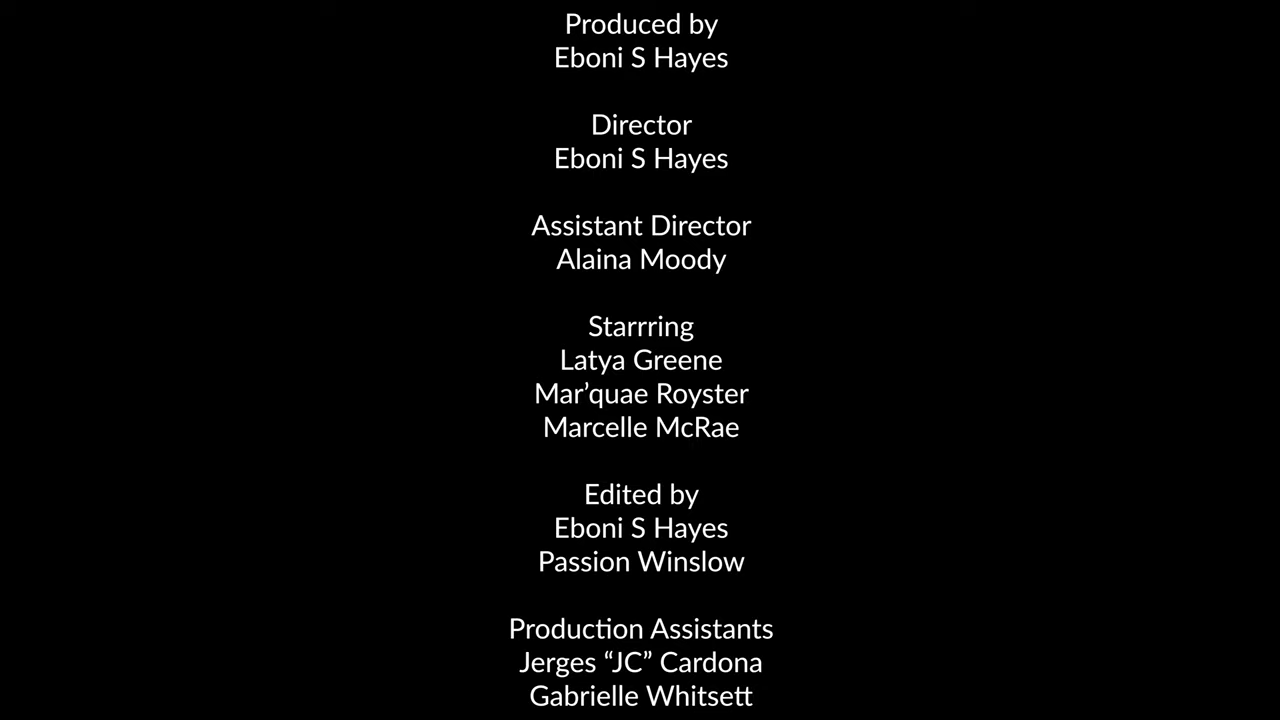 Produced by
Eboni S Hayes
Director
Eboni S Hayes
Assistant Director
Alaina Moody
Starrring
Latya Greene
Mar’quae Royster
Marcelle McRae
Edited by
Eboni S Hayes
Passion Winslow
Production Assistants
Jerges “JC” Cardona
Gabrielle Whitsett